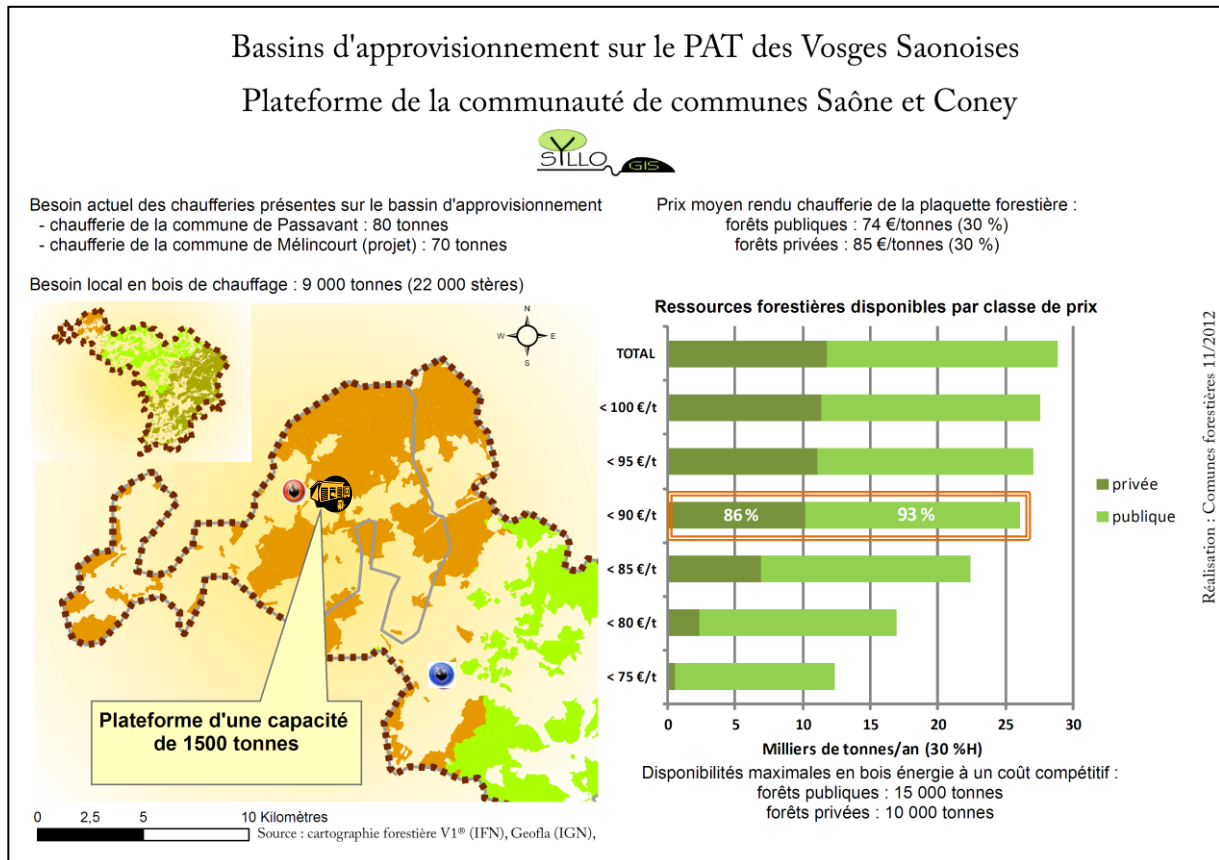 Bassins d'approvisionnement sur le PAT des Vosges Saonoises
Plateforme de la communauté de communes Saône et Coney
SYLLO GIS
Besoin actuel des chaufferies présentes sur le bassin d'approvisionnement
- chaufferie de la commune de Passavant : 80 tonnes
- chaufferie de la commune de Mélincourt (projet) : 70 tonnes
Besoin local en bois de chauffage : 9 000 tonnes (22 000 stères)
Prix moyen rendu chaufferie de la plaquette forestière :
forêts publiques : 74 €/tonnes (30 %)
forêts privées : 85 €/tonnes (30 %)
N
W E
S
Plateforme d'une capacité
de 1500 tonnes
0 2,5 5 10 Kilomètres
Source : cartographie forestière V1® (IFN), Geofla (IGN),
Ressources forestières disponibles par classe de prix
TOTAL
< 100 €/t
< 95 €/t
< 90 €/t 86 % 93 %
< 85 €/t
< 80 €/t
< 75 €/t
0 5 10 15 20 25 30
Milliers de tonnes/an (30 %H)
privée
publique
Disponibilités maximales en bois énergie à un coût compétitif :
forêts publiques : 15 000 tonnes
forêts privées : 10 000 tonnes
Réalisation : Comunes forestières 11/2012